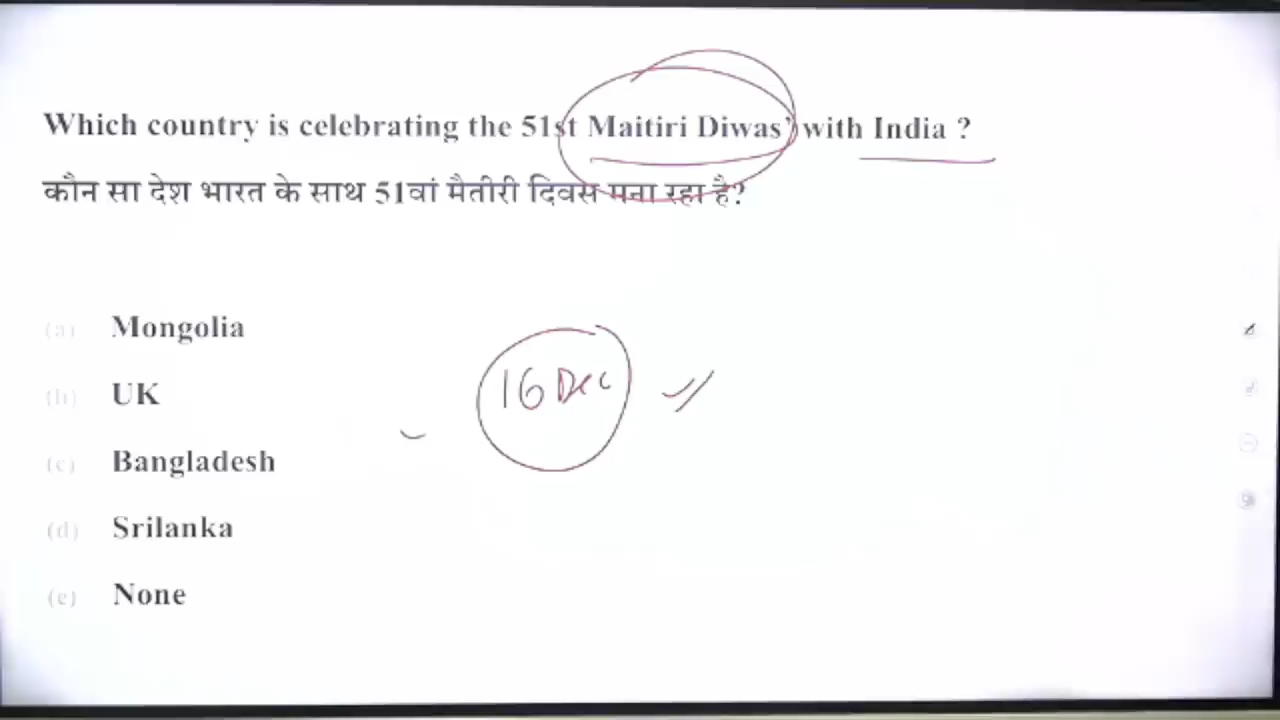 Which country is celebrating the 51st Maitiri Diwas' with India ?
कौन सा देश भारत के साथ 51वां मैतीरी दिवस मना रहा है?
(a) Mongolia
(b) UK
16 Dec
(c) Bangladesh
(d) Srilanka
(e) None